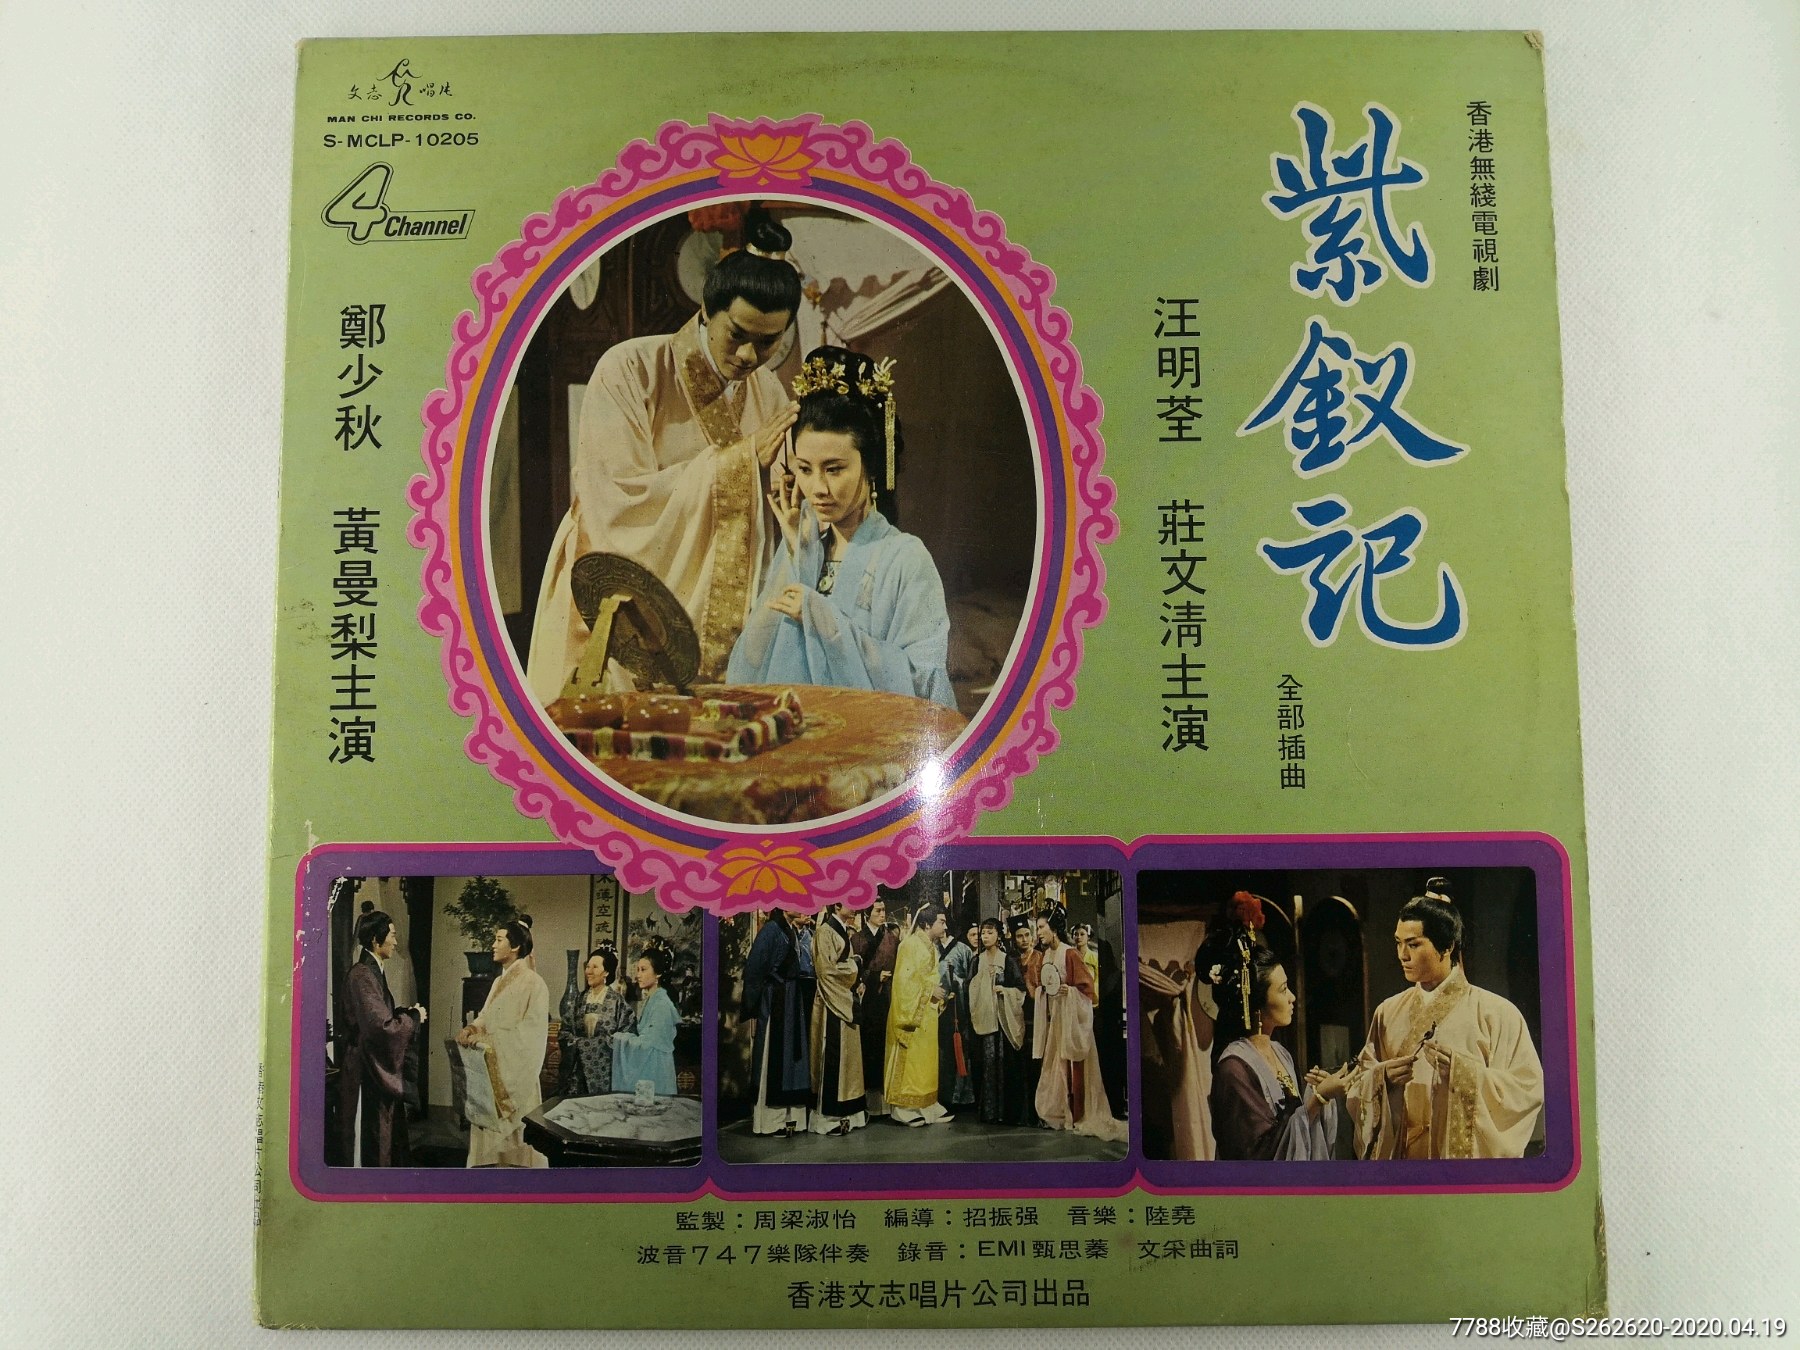 文志唱片
MAN CHI RECORDS CO.
S-MCLP-10205
4 Channel
香港無綫電視劇
紫釵記
全部插曲
汪明荃 莊文清主演
鄭少秋 黃曼梨主演
監製：周梁淑怡 編導：招振强 音樂：陸堯
波音747樂隊伴奏 錄音：EMI甄思蓁 文采曲詞
香港文志唱片公司出品
7788收藏@S262620-2020.04.19